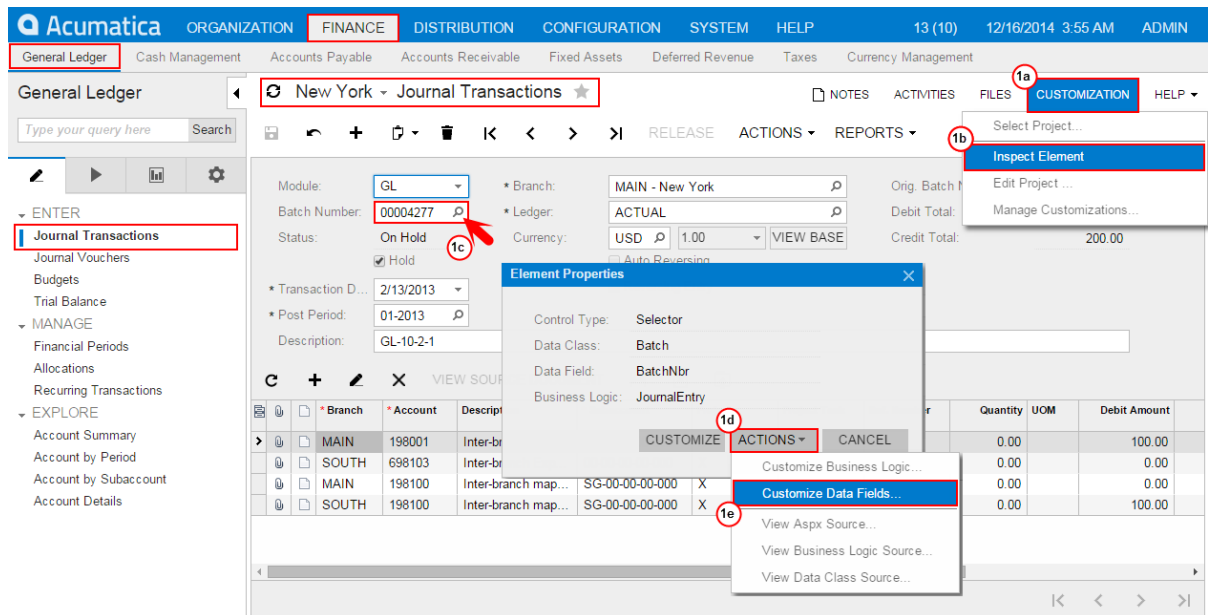 Acumatica ORGANIZATION FINANCE DISTRIBUTION CONFIGURATION SYSTEM HELP 13 (10) 12/16/2014 3:55 AM ADMIN
General Ledger Cash Management Accounts Payable Accounts Receivable Fixed Assets Deferred Revenue Taxes Currency Management
1a
General Ledger New York - Journal Transactions NOTES ACTIVITIES FILES CUSTOMIZATION HELP
Type your query here Search RELEASE ACTIONS REPORTS
Select Project...
1b
Inspect Element
Module: GL * Branch: MAIN - New York Orig. Batch Edit Project ...
ENTER Batch Number: 00004277 * Ledger: ACTUAL Debit Total: Manage Customizations...
Journal Transactions Status: On Hold 1c Currency: USD 1.00 VIEW BASE Credit Total: 200.00
Journal Vouchers Hold Auto Reversing
Budgets Element Properties
Trial Balance * Transaction D... 2/13/2013
MANAGE * Post Period: 01-2013 Control Type: Selector
Financial Periods Description: GL-10-2-1 Data Class: Batch
Allocations Data Field: BatchNbr
Recurring Transactions VIEW Business Logic: JournalEntry
EXPLORE * Branch * Account Quantity UOM Debit Amount
1d
Account Summary MAIN 198001 CUSTOMIZE ACTIONS CANCEL 0.00 100.00
Account by Period SOUTH 698103 Customize Business Logic... 0.00 0.00
Account by Subaccount MAIN 198100 Inter-branch map... SG-00-00-00-000 X Customize Data Fields... 0.00 0.00
Account Details SOUTH 198100 Inter-branch map... SG-00-00-00-000 X 0.00 100.00
1e
View Aspx Source...
View Business Logic Source...
View Data Class Source...